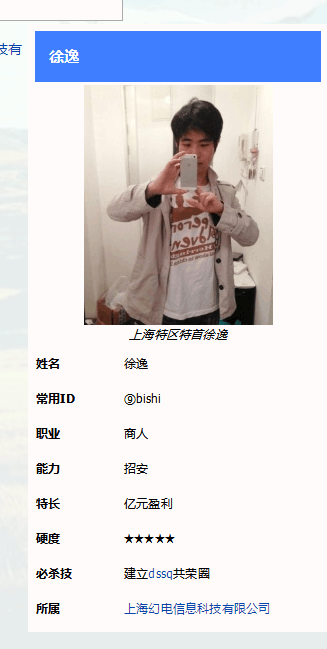 技有
徐逸
上海特区特首徐逸
姓名 徐逸
常用ID ⑨bishi
职业 商人
能力 招安
特长 亿元盈利
硬度 ★★★★★
必杀技 建立dssq共荣圈
所属 上海幻电信息科技有限公司